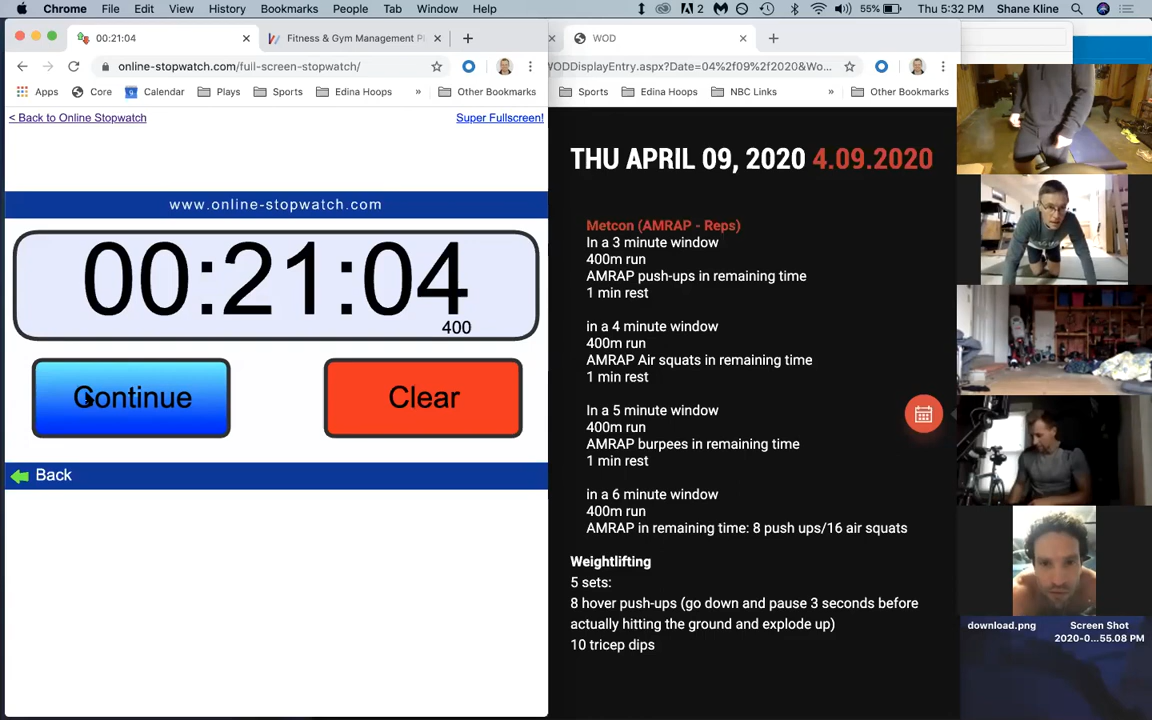 Chrome File Edit View History Bookmarks People Tab Window Help
2 55% Thu 5:32 PM Shane Kline
00:21:04
Fitness & Gym Management Pl
WOD
online-stopwatch.com/full-screen-stopwatch/
WODDisplayEntry.aspx?Date=04%2f09%2f2020&Wo...
Apps Core Calendar Plays Sports Edina Hoops » Other Bookmarks
Sports Edina Hoops NBC Links » Other Bookmarks
< Back to Online Stopwatch
Super Fullscreen!
www.online-stopwatch.com
00:21:04
400
Continue
Clear
Back
THU APRIL 09, 2020 4.09.2020
Metcon (AMRAP - Reps)
In a 3 minute window
400m run
AMRAP push-ups in remaining time
1 min rest
in a 4 minute window
400m run
AMRAP Air squats in remaining time
1 min rest
In a 5 minute window
400m run
AMRAP burpees in remaining time
1 min rest
in a 6 minute window
400m run
AMRAP in remaining time: 8 push ups/16 air squats
Weightlifting
5 sets:
8 hover push-ups (go down and pause 3 seconds before
actually hitting the ground and explode up)
10 tricep dips
download.png
Screen Shot
2020-0...55.08 PM